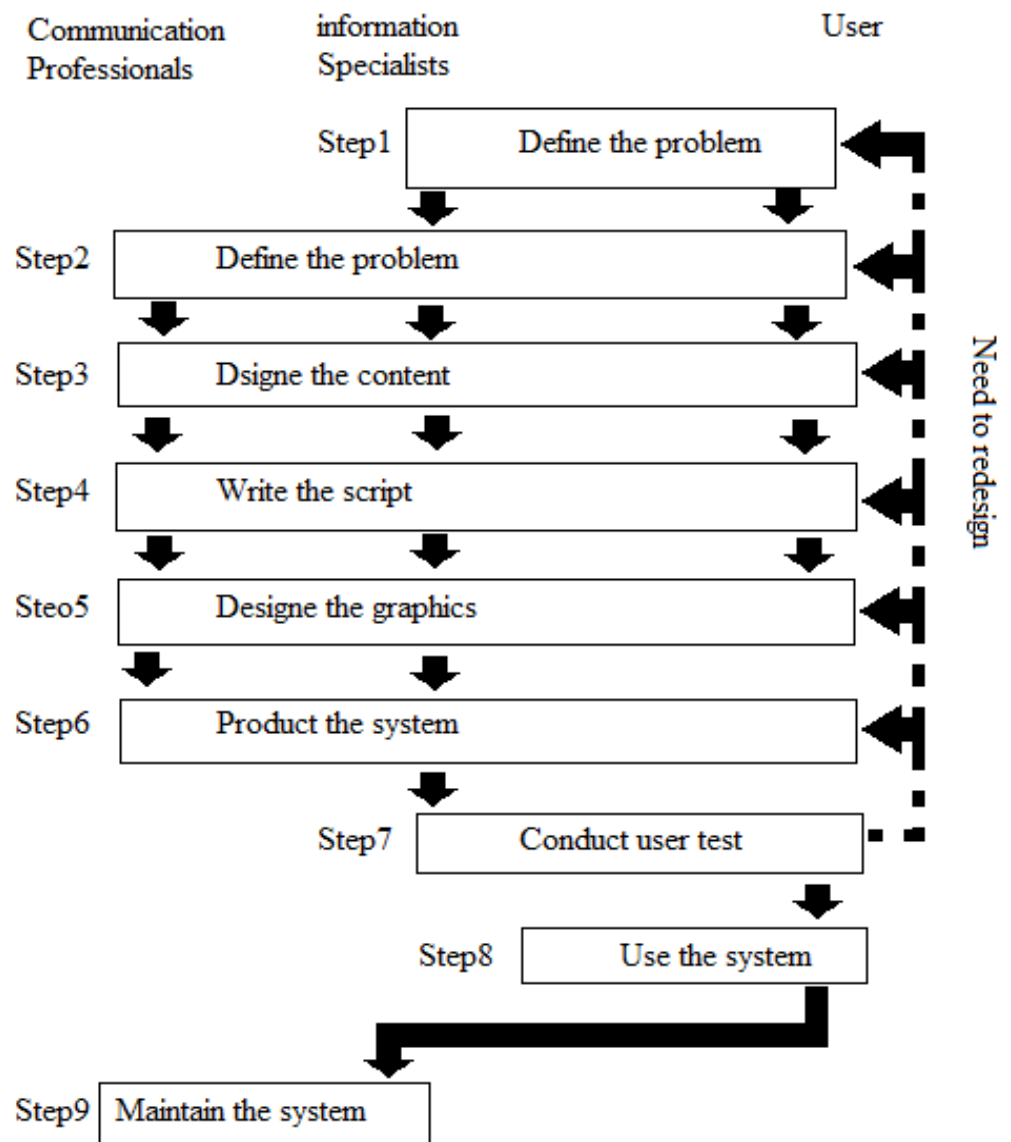 Communication
Professionals
information
Specialists
User
Step1
Define the problem
Step2
Define the problem
Step3
Dsigne the content
Step4
Write the script
Steo5
Designe the graphics
Step6
Product the system
Step7
Conduct user test
Step8
Use the system
Step9
Maintain the system
Need to redesign